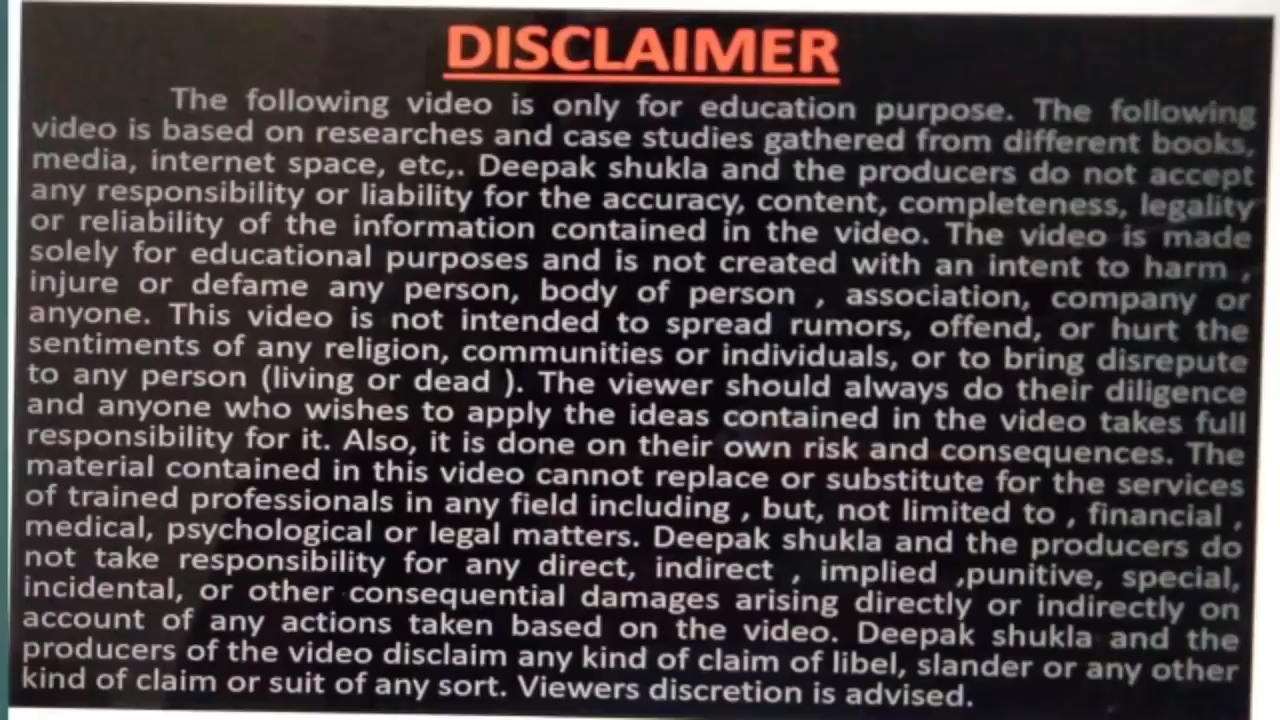 DISCLAIMER
The following video is only for education purpose. The following
video is based on researches and case studies gathered from different books,
media, internet space, etc,. Deepak shukla and the producers do not accept
any responsibility or liability for the accuracy, content, completeness, legality
or reliability of the information contained in the video. The video is made
solely for educational purposes and is not created with an intent to harm ,
injure or defame any person, body of person , association, company or
anyone. This video is not intended to spread rumors, offend, or hurt the
sentiments of any religion, communities or individuals, or to bring disrepute
to any person (living or dead ). The viewer should always do their diligence
and anyone who wishes to apply the ideas contained in the video takes full
responsibility for it. Also, it is done on their own risk and consequences. The
material contained in this video cannot replace or substitute for the services
of trained professionals in any field including , but, not limited to , financial ,
medical, psychological or legal matters. Deepak shukla and the producers do
not take responsibility for any direct, indirect , implied ,punitive, special,
incidental, or other consequential damages arising directly or indirectly on
account of any actions taken based on the video. Deepak shukla and the
producers of the video disclaim any kind of claim of libel, slander or any other
kind of claim or suit of any sort. Viewers discretion is advised.